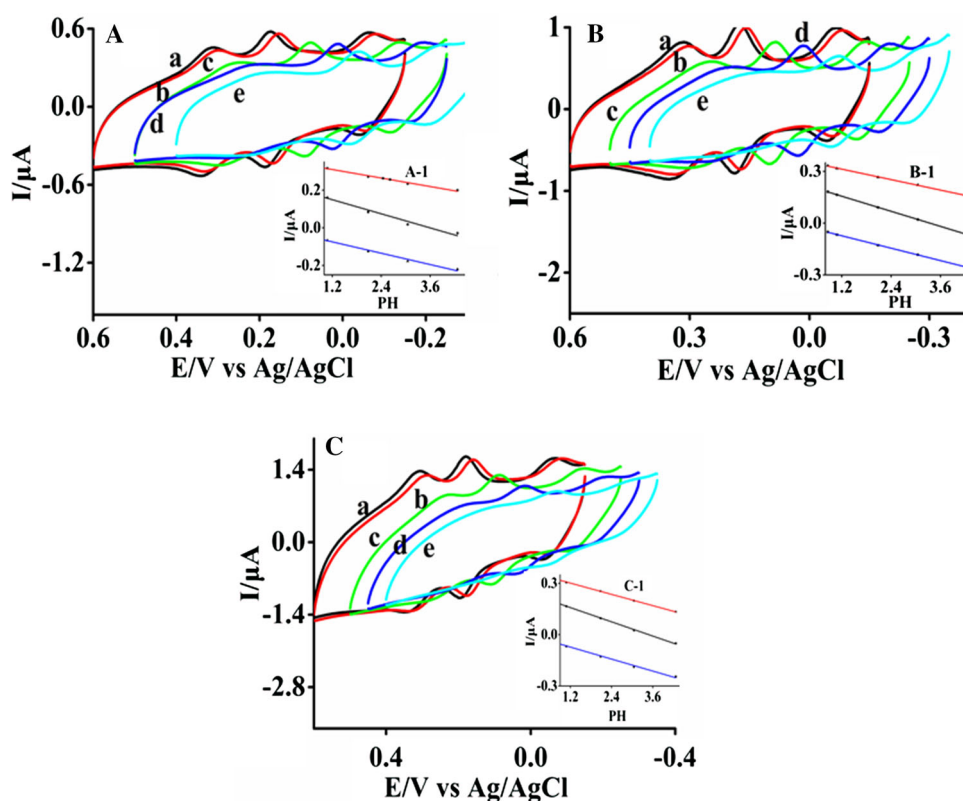 A
I/μA
0.6
0.0
-0.6
-1.2
0.6
0.4
0.2
0.0
-0.2
E/V vs Ag/AgCl
a
c
b
d
e
A-1
I/μA
0.2
0.0
-0.2
1.2
2.4
3.6
PH
B
I/μA
1
0
-1
-2
0.6
0.3
0.0
-0.3
E/V vs Ag/AgCl
a
b
c
d
e
B-1
I/μA
0.3
0.0
-0.3
1.2
2.4
3.6
PH
C
I/μA
1.4
0.0
-1.4
-2.8
0.4
0.0
-0.4
E/V vs Ag/AgCl
a
b
c
d
e
C-1
I/μA
0.3
0.0
-0.3
1.2
2.4
3.6
PH